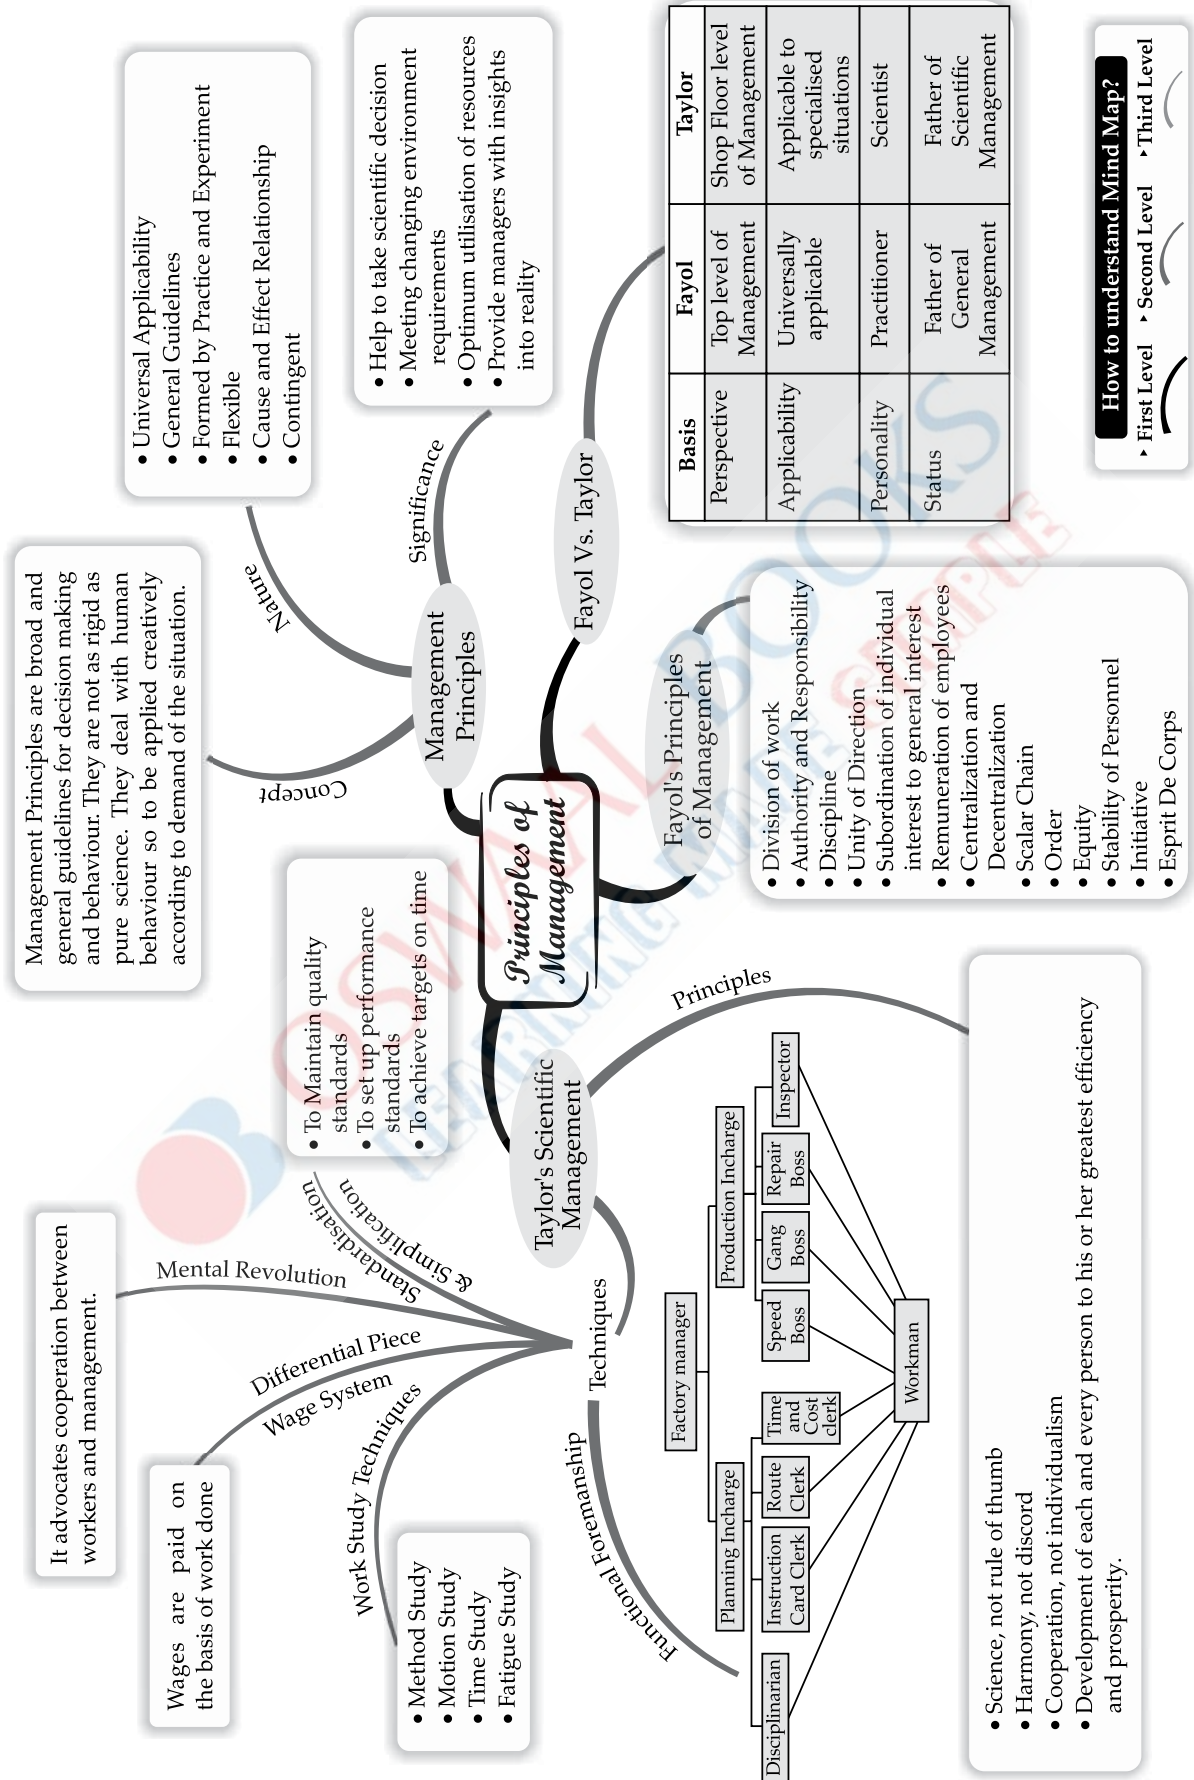 Management Principles are broad and
general guidelines for decision making
and behaviour. They are not as rigid as
pure science. They deal with human
behaviour so to be applied creatively
according to demand of the situation.
Concept
Nature
• Universal Applicability
• General Guidelines
• Formed by Practice and Experiment
• Flexible
• Cause and Effect Relationship
• Contingent
Significance
• Help to take scientific decision
• Meeting changing environment
requirements
• Optimum utilisation of resources
• Provide managers with insights
into reality
Management
Principles
Principles of
Management
Fayol Vs. Taylor
Basis Fayol Taylor
Perspective Top level of Management Shop Floor level of Management
Applicability Universally applicable Applicable to specialised situations
Personality Practitioner Scientist
Status Father of General Management Father of Scientific Management
Fayol's Principles
of Management
• Division of work
• Authority and Responsibility
• Discipline
• Unity of Direction
• Subordination of individual
interest to general interest
• Remuneration of employees
• Centralization and
Decentralization
• Scalar Chain
• Order
• Equity
• Stability of Personnel
• Initiative
• Esprit De Corps
Taylor's Scientific
Management
Principles
• Science, not rule of thumb
• Harmony, not discord
• Cooperation, not individualism
• Development of each and every person to his or her greatest efficiency
and prosperity.
Techniques
Standardisation
& Simplification
• To Maintain quality
standards
• To set up performance
standards
• To achieve targets on time
Mental Revolution
It advocates cooperation between
workers and management.
Differential Piece
Wage System
Wages are paid on
the basis of work done
Work Study Techniques
• Method Study
• Motion Study
• Time Study
• Fatigue Study
Functional Foremanship
Factory manager
Planning Incharge
Production Incharge
Disciplinarian
Instruction
Card Clerk
Route
Clerk
Time
and
Cost
clerk
Speed
Boss
Gang
Boss
Repair
Boss
Inspector
Workman
How to understand Mind Map?
▸ First Level ▸ Second Level ▸ Third Level
OSWAAL BOOKS
LEARNING MADE SIMPLE